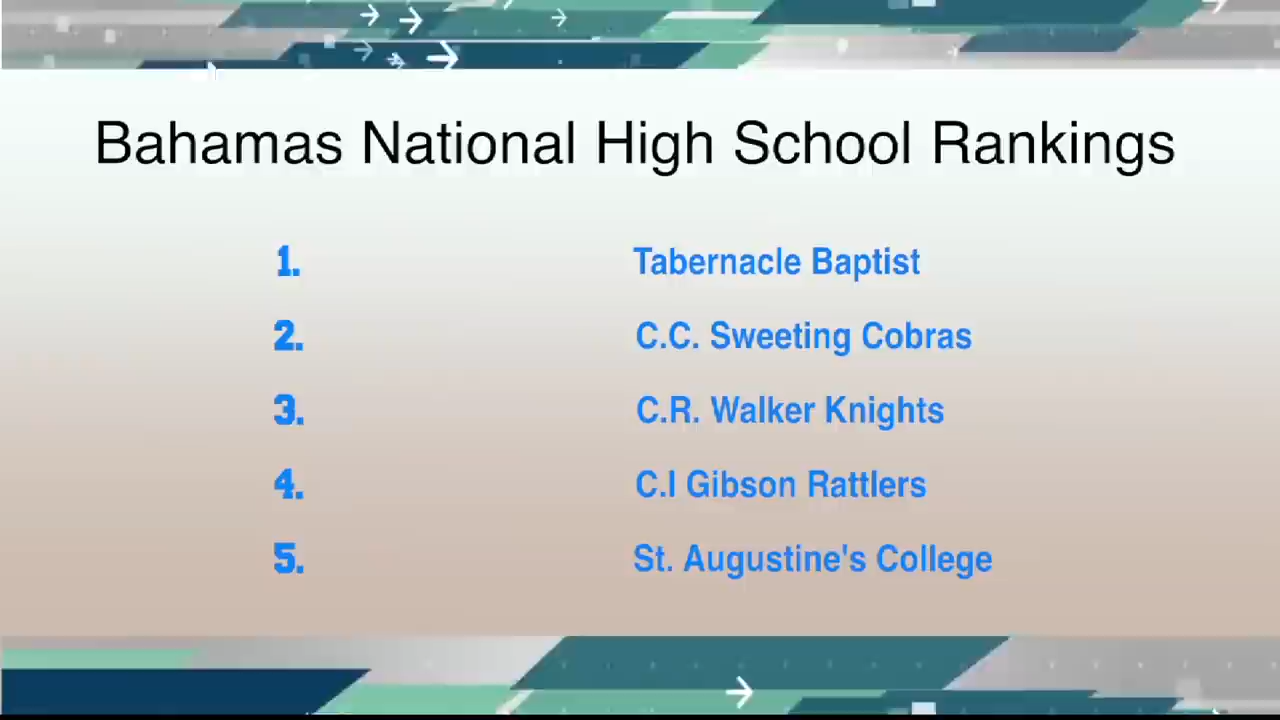 Bahamas National High School Rankings
1. Tabernacle Baptist
2. C.C. Sweeting Cobras
3. C.R. Walker Knights
4. C.I Gibson Rattlers
5. St. Augustine's College